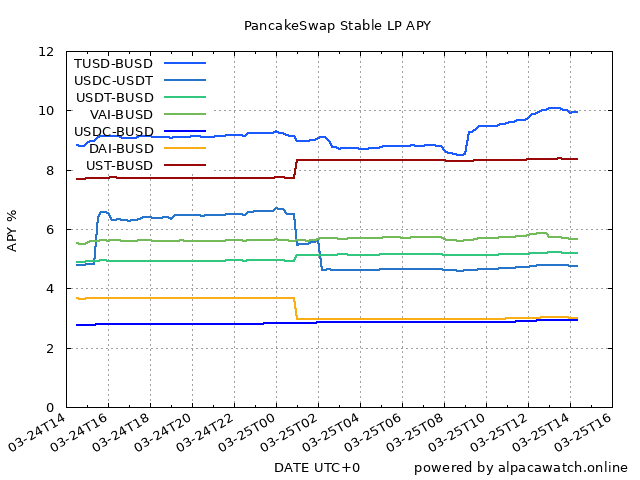 PancakeSwap Stable LP APY
12
10
8
6
4
2
0
APY %
TUSD-BUSD
USDC-USDT
USDT-BUSD
VAI-BUSD
USDC-BUSD
DAI-BUSD
UST-BUSD
03-24T14
03-24T16
03-24T18
03-24T20
03-24T22
03-25T00
03-25T02
03-25T04
03-25T06
03-25T08
03-25T10
03-25T12
03-25T14
03-25T16
DATE UTC+0
powered by alpacawatch.online